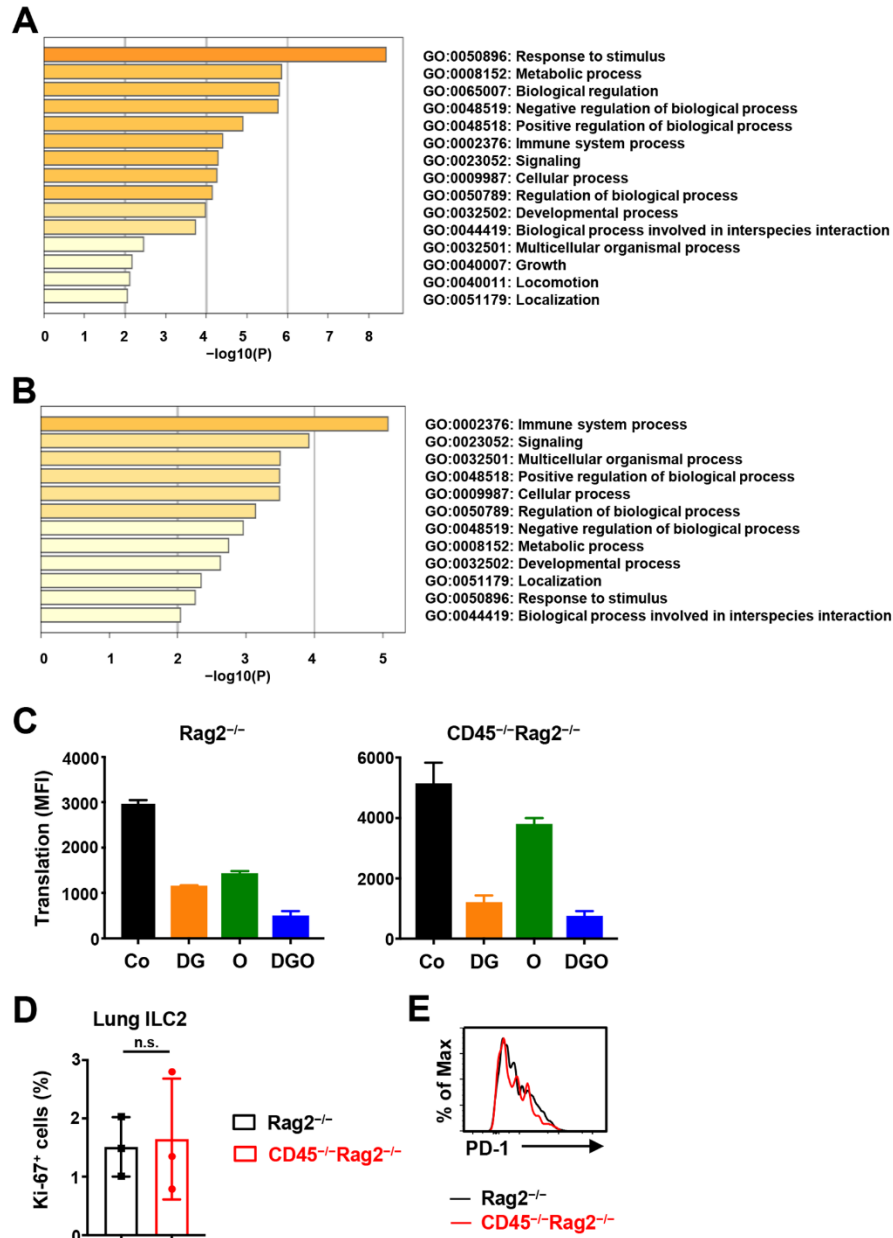 A
GO:0050896: Response to stimulus
GO:0008152: Metabolic process
GO:0065007: Biological regulation
GO:0048519: Negative regulation of biological process
GO:0048518: Positive regulation of biological process
GO:0002376: Immune system process
GO:0023052: Signaling
GO:0009987: Cellular process
GO:0050789: Regulation of biological process
GO:0032502: Developmental process
GO:0044419: Biological process involved in interspecies interaction
GO:0032501: Multicellular organismal process
GO:0040007: Growth
GO:0040011: Locomotion
GO:0051179: Localization
0 1 2 3 4 5 6 7 8
−log10(P)
B
GO:0002376: Immune system process
GO:0023052: Signaling
GO:0032501: Multicellular organismal process
GO:0048518: Positive regulation of biological process
GO:0009987: Cellular process
GO:0050789: Regulation of biological process
GO:0048519: Negative regulation of biological process
GO:0008152: Metabolic process
GO:0032502: Developmental process
GO:0051179: Localization
GO:0050896: Response to stimulus
GO:0044419: Biological process involved in interspecies interaction
0 1 2 3 4 5
−log10(P)
C
Rag2⁻/⁻
Translation (MFI)
4000
3000
2000
1000
0
Co DG O DGO
CD45⁻/⁻Rag2⁻/⁻
6000
4000
2000
0
Co DG O DGO
D
Lung ILC2
n.s.
Ki-67⁺ cells (%)
3
2
1
0
Rag2⁻/⁻
CD45⁻/⁻Rag2⁻/⁻
E
% of Max
PD-1
Rag2⁻/⁻
CD45⁻/⁻Rag2⁻/⁻